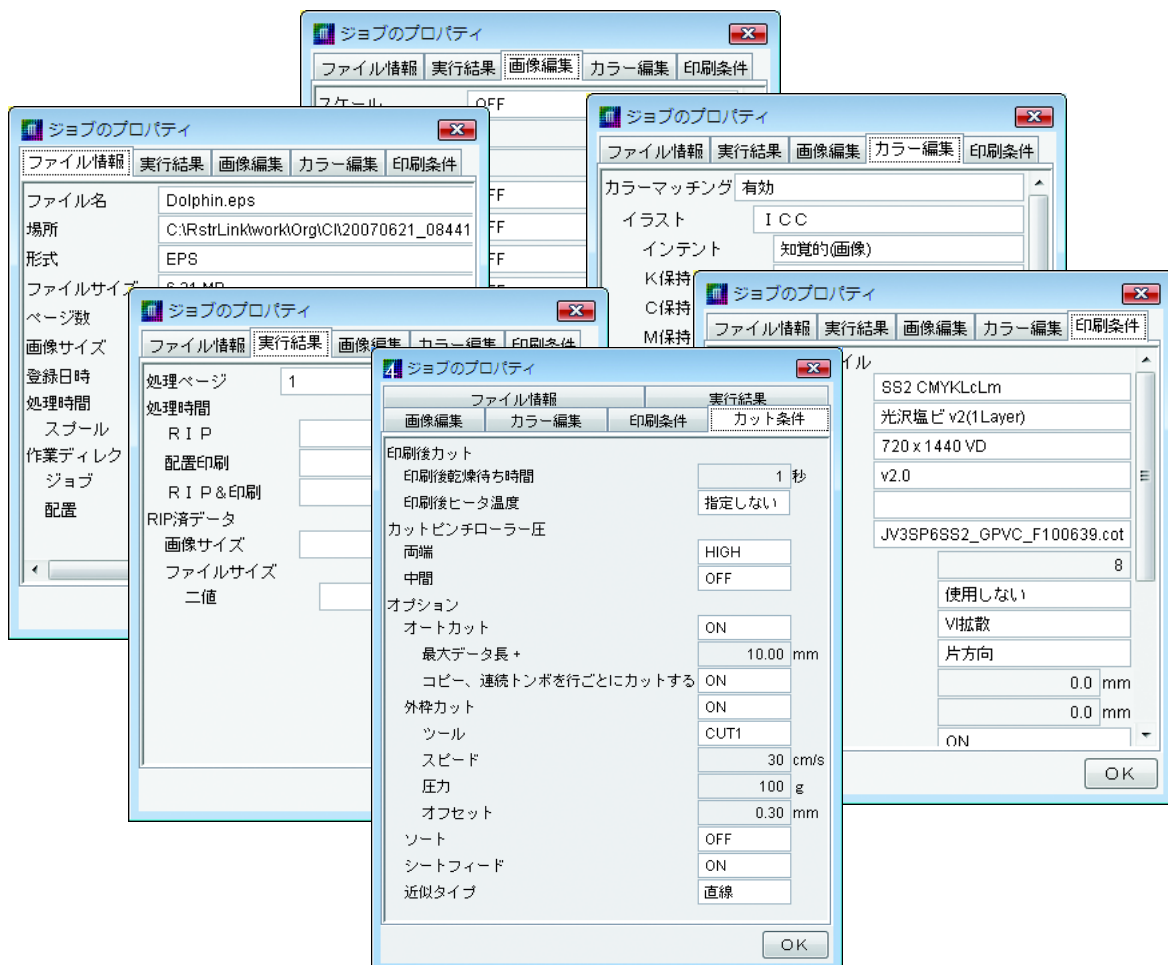 ジョブのプロパティ
ファイル情報 実行結果 画像編集 カラー編集 印刷条件
スケール OFF
ジョブのプロパティ
ファイル情報 実行結果 画像編集 カラー編集 印刷条件
ファイル名 Dolphin.eps
場所 C:\RstrLink\work\Org\CI\20070621_08441
形式 EPS
ファイルサイズ
ページ数
画像サイズ
登録日時
処理時間
スプール
作業ディレク
ジョブ
配置
ジョブのプロパティ
ファイル情報 実行結果 画像編集 カラー編集 印刷条件
カラーマッチング 有効
イラスト ICC
インテント 知覚的(画像)
K保持
C保持
M保持
ジョブのプロパティ
ファイル情報 実行結果 画像編集 カラー編集 印刷条件
処理ページ 1
処理時間
RIP
配置印刷
RIP&印刷
RIP済データ
画像サイズ
ファイルサイズ
二値
ジョブのプロパティ
ファイル情報 実行結果 画像編集 カラー編集 印刷条件
イル
SS2 CMYKLcLm
光沢塩ビ v2(1Layer)
720 x 1440 VD
v2.0
JV3SP6SS2_GPVC_F100639.cot
8
使用しない
VI拡散
片方向
0.0 mm
0.0 mm
ON
OK
ジョブのプロパティ
ファイル情報 実行結果
画像編集 カラー編集 印刷条件 カット条件
印刷後カット
印刷後乾燥待ち時間 1 秒
印刷後ヒータ温度 指定しない
カットピンチローラー圧
両端 HIGH
中間 OFF
オプション
オートカット ON
最大データ長 + 10.00 mm
コピー、連続トンボを行ごとにカットする ON
外枠カット ON
ツール CUT1
スピード 30 cm/s
圧力 100 g
オフセット 0.30 mm
ソート OFF
シートフィード ON
近似タイプ 直線
OK